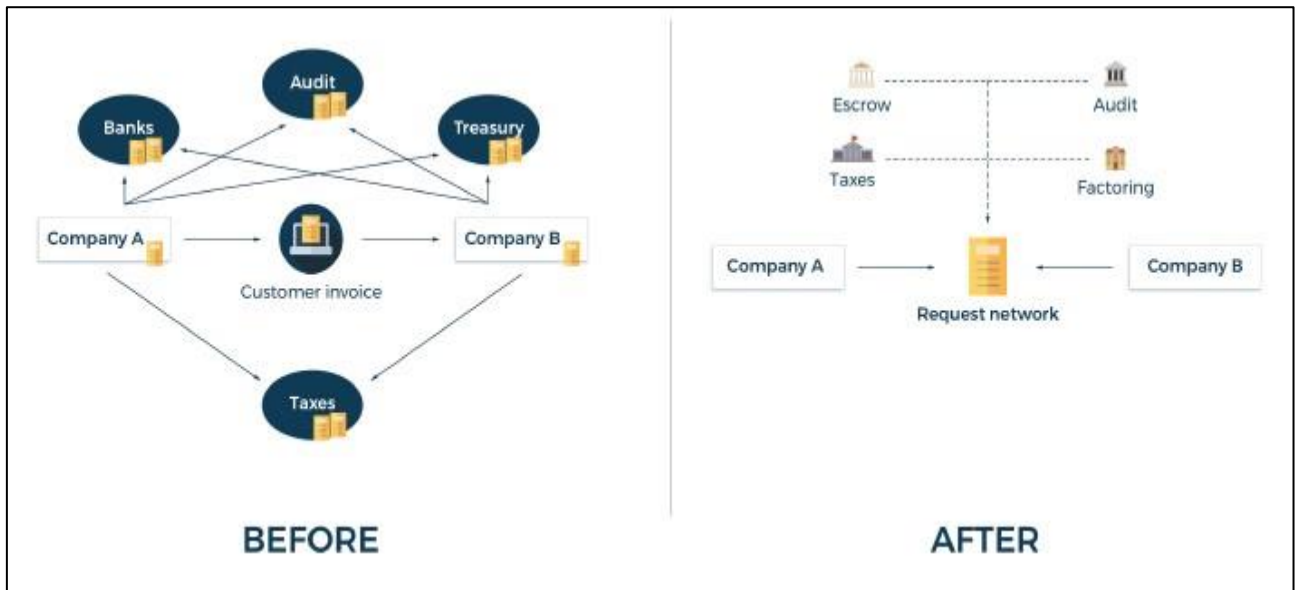 Audit
Banks
Treasury
Company A
Company B
Customer invoice
Taxes
BEFORE
Escrow
Audit
Taxes
Factoring
Company A
Company B
Request network
AFTER